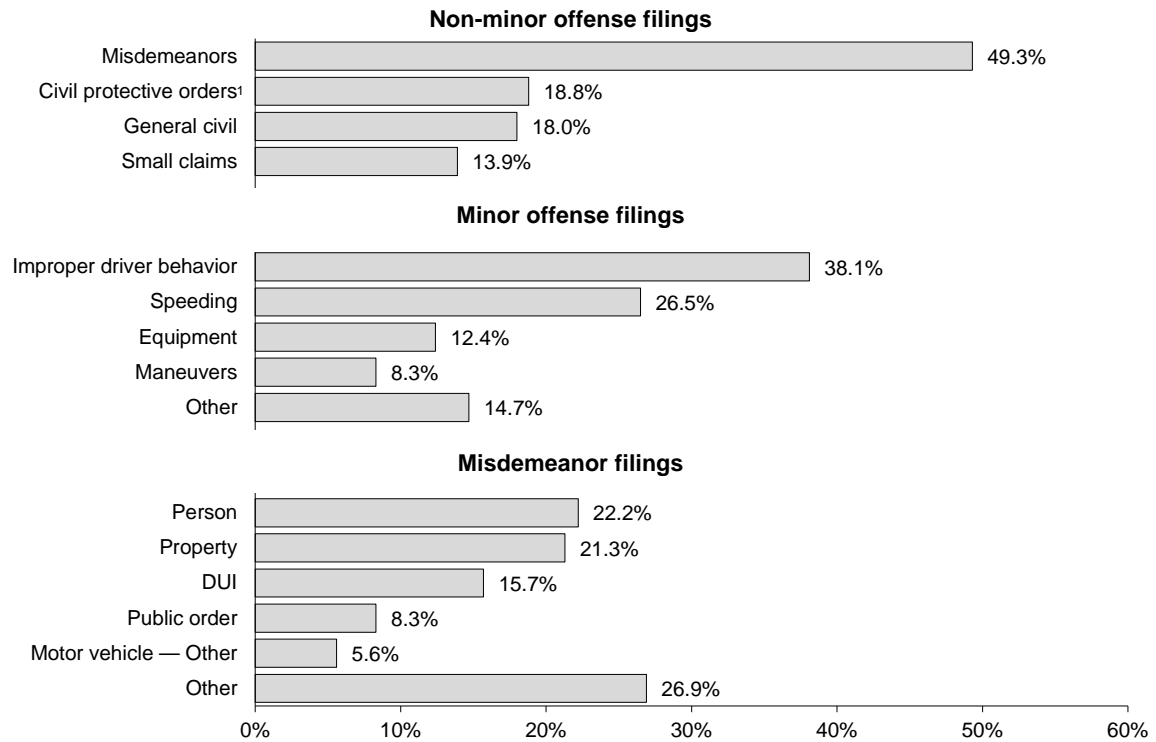 Non-minor offense filings
Misdemeanors 49.3%
Civil protective orders¹ 18.8%
General civil 18.0%
Small claims 13.9%
Minor offense filings
Improper driver behavior 38.1%
Speeding 26.5%
Equipment 12.4%
Maneuvers 8.3%
Other 14.7%
Misdemeanor filings
Person 22.2%
Property 21.3%
DUI 15.7%
Public order 8.3%
Motor vehicle — Other 5.6%
Other 26.9%
0% 10% 20% 30% 40% 50% 60%